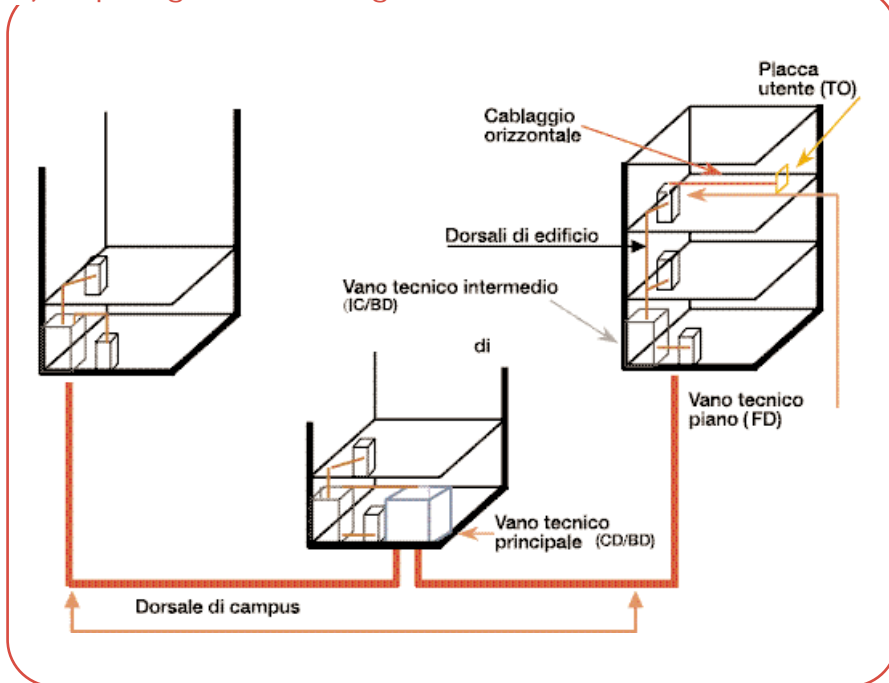 Placca
utente (TO)
Cablaggio
orizzontale
Dorsali di edificio
Vano tecnico intermedio
(IC/BD)
di
Vano tecnico
piano (FD)
Vano tecnico
principale (CD/BD)
Dorsale di campus